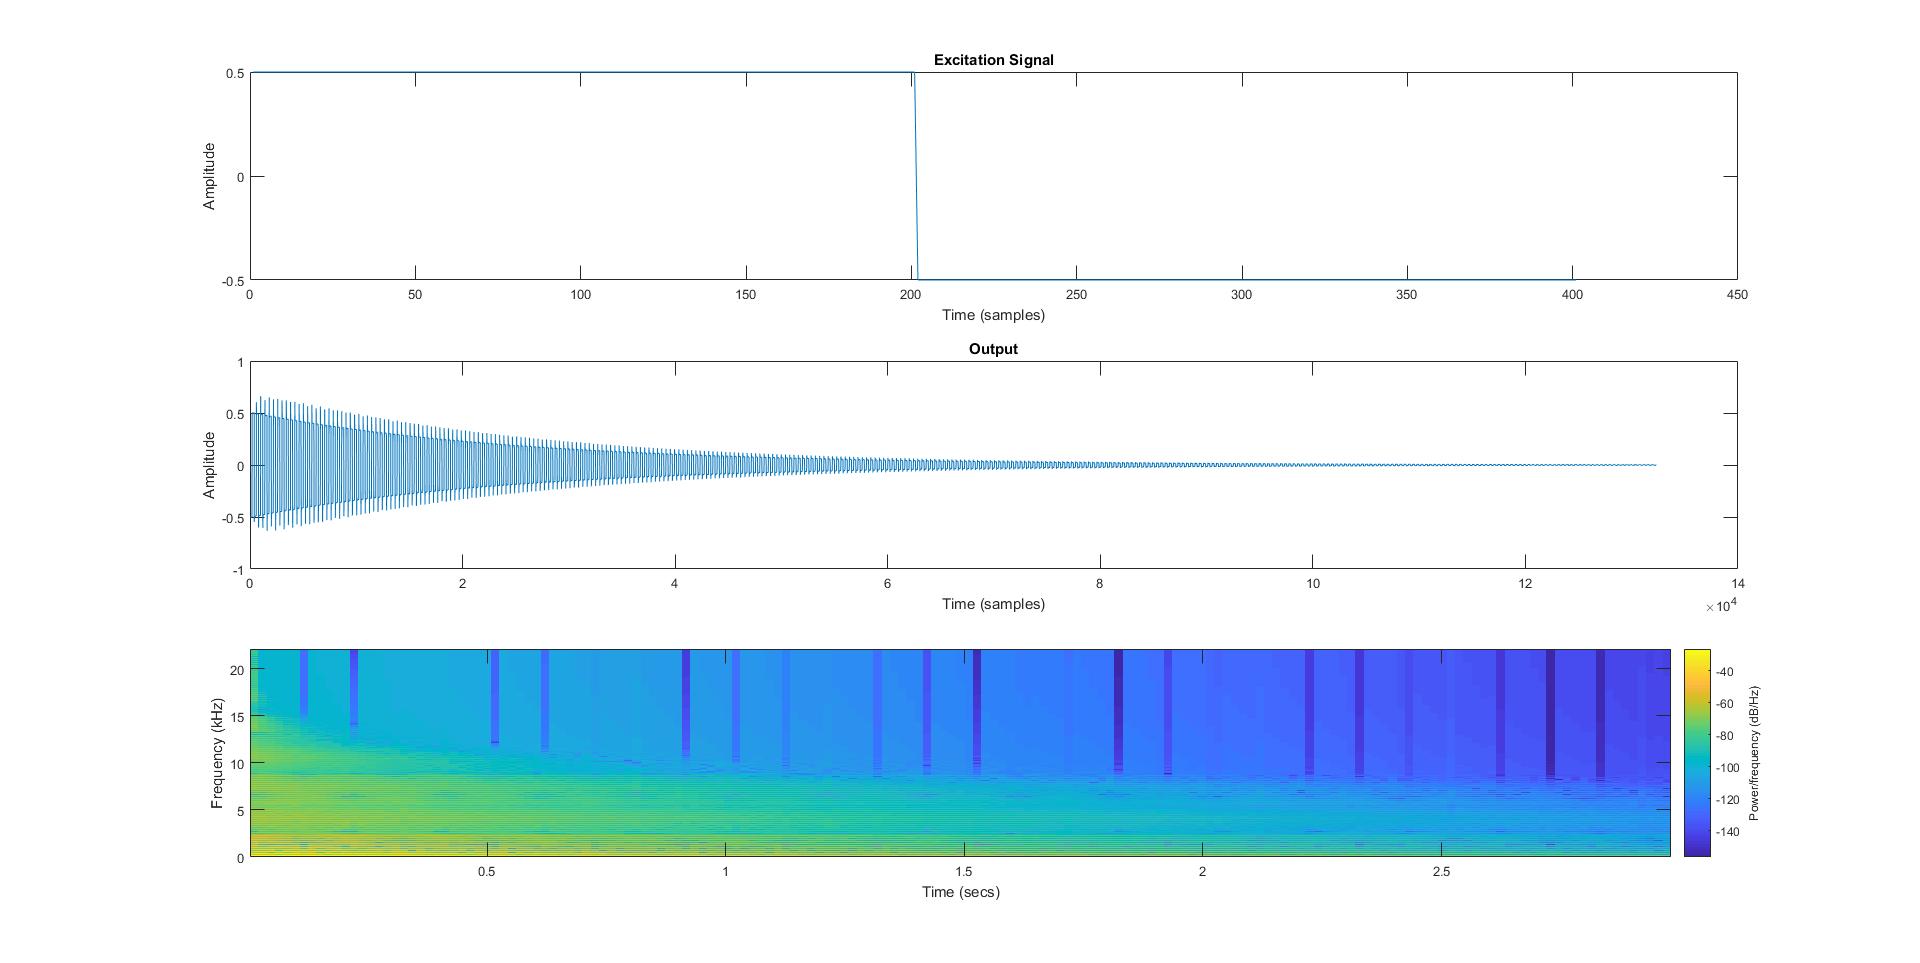 Excitation Signal
0.5
0
-0.5
Amplitude
0 50 100 150 200 250 300 350 400 450
Time (samples)
Output
1
0.5
0
-0.5
-1
Amplitude
0 2 4 6 8 10 12 14
×10^4
Time (samples)
20
15
10
5
0
Frequency (kHz)
0.5 1 1.5 2 2.5
Time (secs)
-40
-60
-80
-100
-120
-140
Power/frequency (dB/Hz)